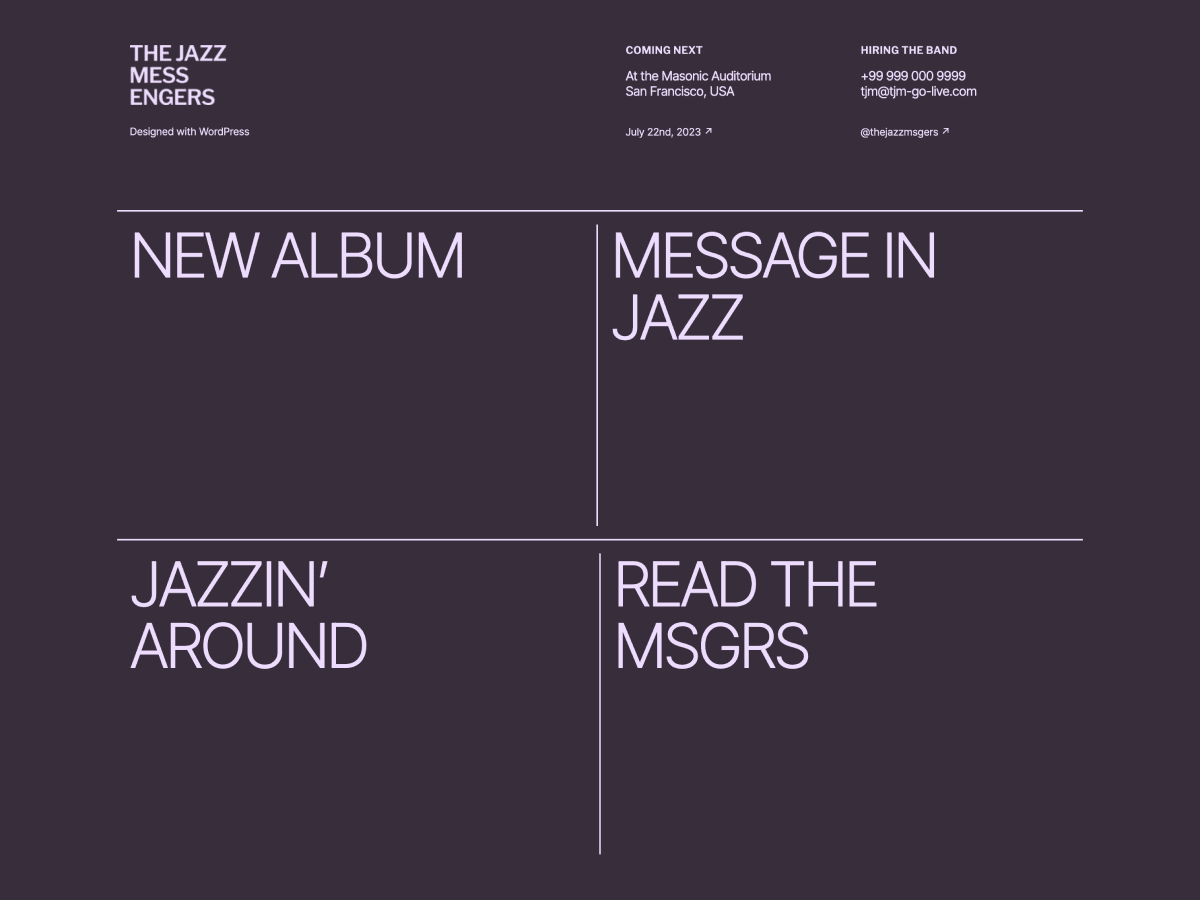 THE JAZZ
MESS
ENGERS
Designed with WordPress
COMING NEXT
At the Masonic Auditorium
San Francisco, USA
July 22nd, 2023 ↗
HIRING THE BAND
+99 999 000 9999
tjm@tjm-go-live.com
@thejazzmsgers ↗
NEW ALBUM
MESSAGE IN
JAZZ
JAZZIN’
AROUND
READ THE
MSGRS